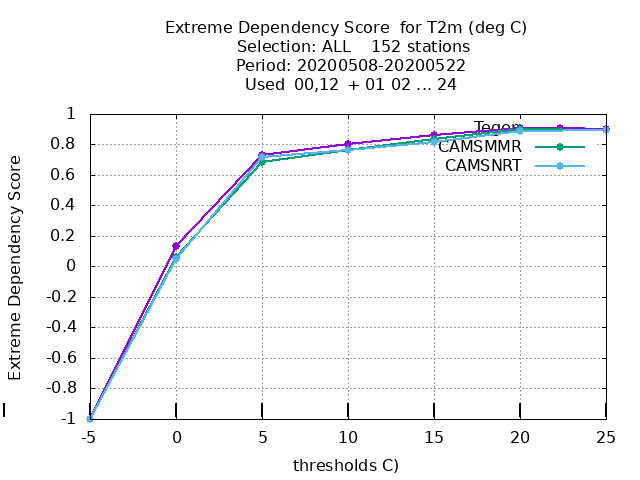 Extreme Dependency Score  for T2m (deg C)
Selection: ALL    152 stations
Period: 20200508-20200522
Used  00,12  + 01 02 ... 24
1
0.8
0.6
0.4
0.2
0
-0.2
-0.4
-0.6
-0.8
-1
Extreme Dependency Score
Tegen
CAMSMMR
CAMSNRT
-5
0
5
10
15
20
25
thresholds C)